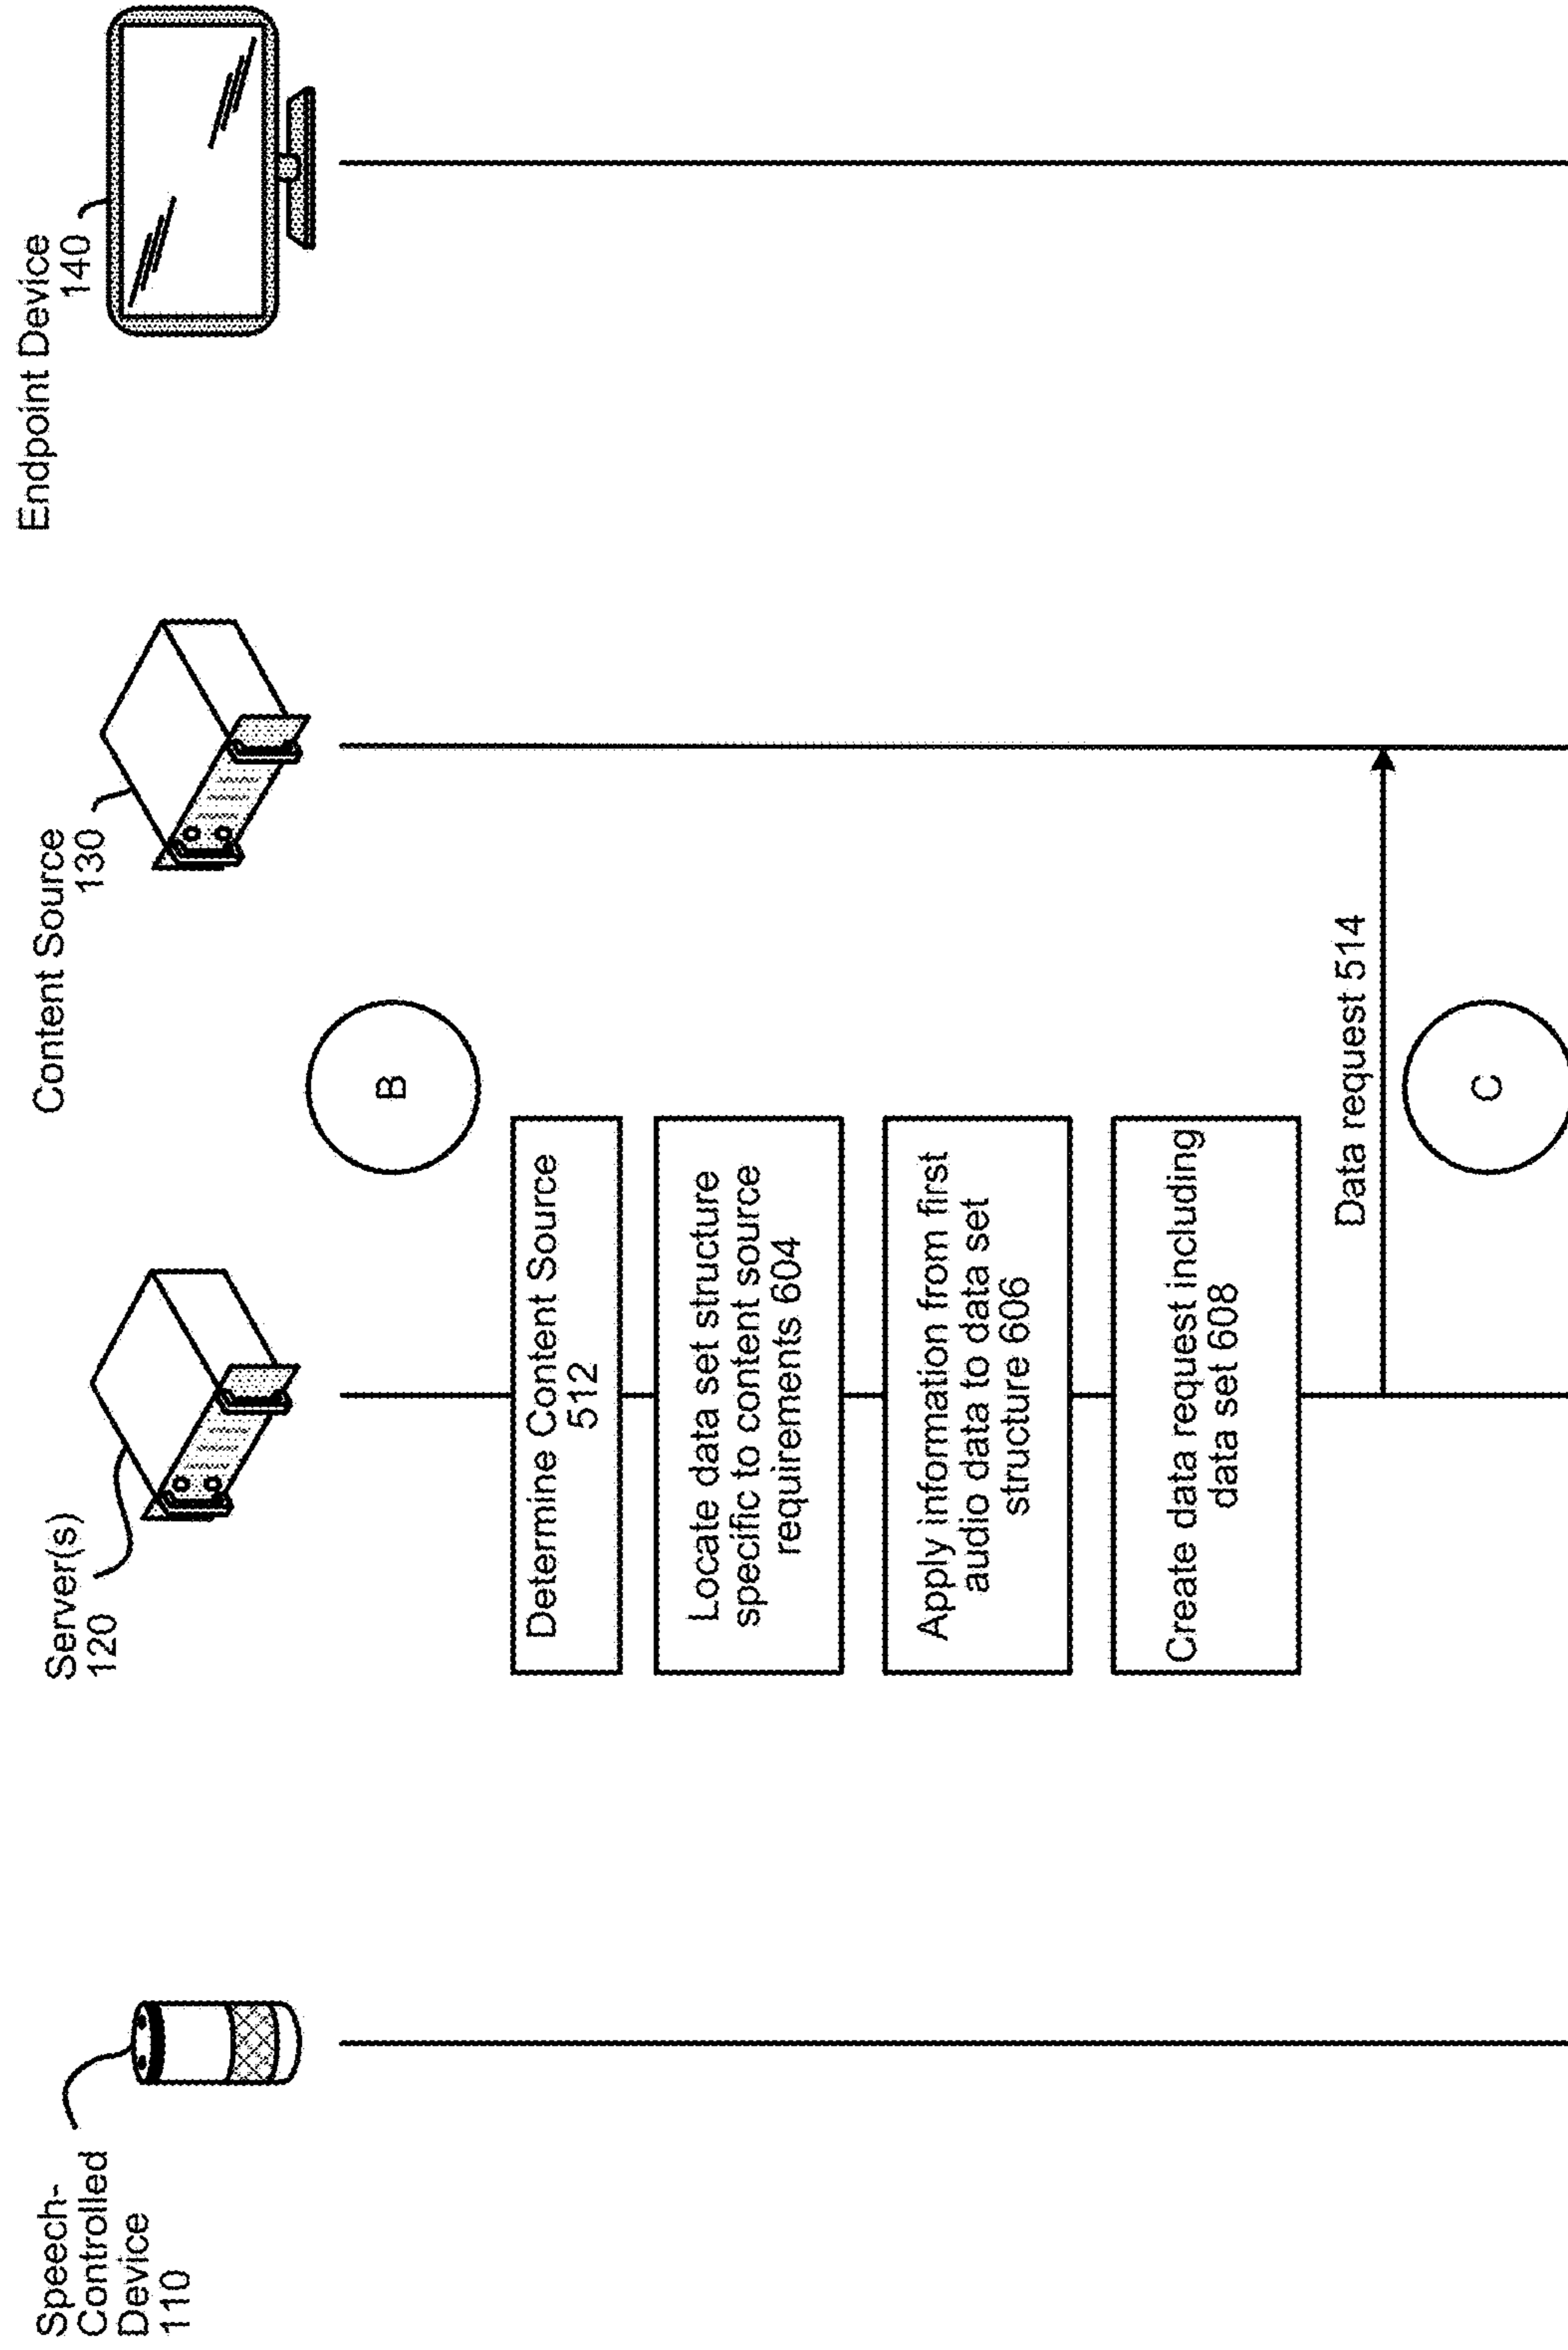 Speech-
Controlled
Device
110
Server(s)
120
Content Source
130
Endpoint Device
140
B
Determine Content Source
512
Locate data set structure
specific to content source
requirements 604
Apply information from first
audio data to data set
structure 606
Create data request including
data set 608
Data request 514
C